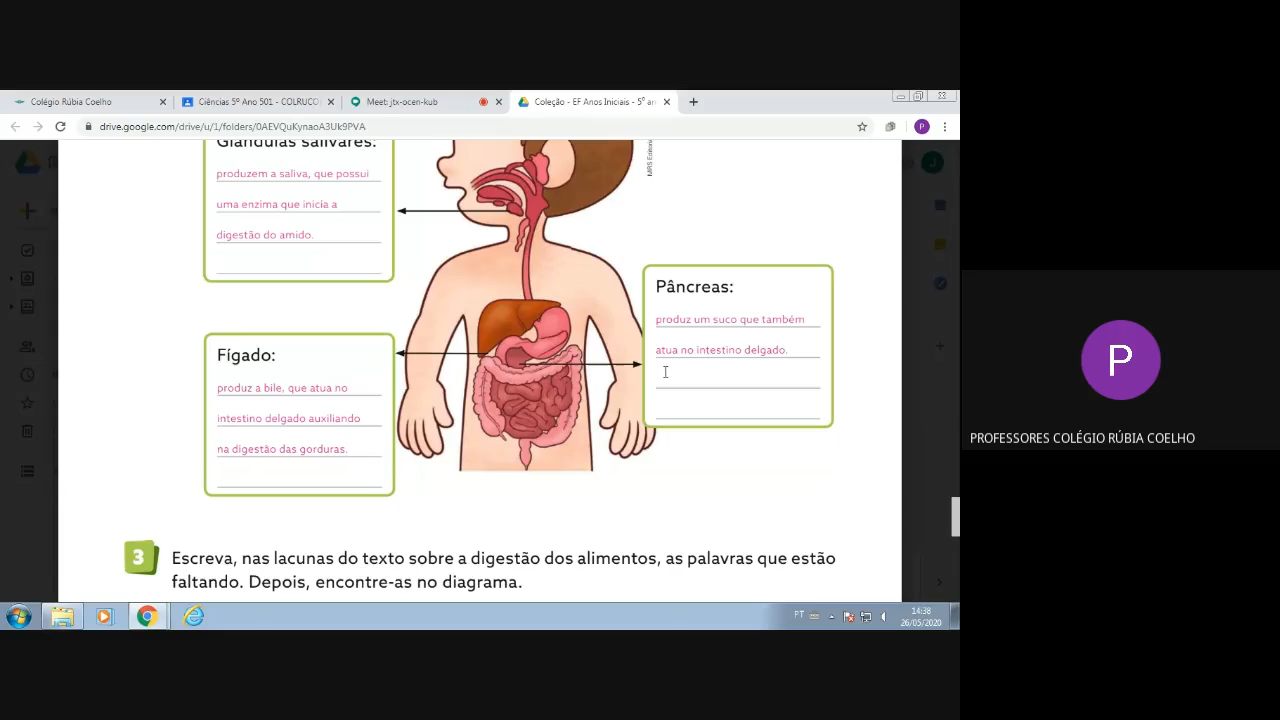 Colégio Rúbia Coelho
Ciências 5º Ano 501 - COLRUCO
Meet: jtx-ocen-kub
Coleção - EF Anos Iniciais - 5º an
drive.google.com/drive/u/1/folders/0AEVQuKynaoA3Uk9PVA
P
Glândulas salivares:
produzem a saliva, que possui
uma enzima que inicia a
digestão do amido.
MRS Editoria
J
Pâncreas:
produz um suco que também
atua no intestino delgado.
Fígado:
produz a bile, que atua no
intestino delgado auxiliando
na digestão das gorduras.
P
PROFESSORES COLÉGIO RÚBIA COELHO
3
Escreva, nas lacunas do texto sobre a digestão dos alimentos, as palavras que estão
faltando. Depois, encontre-as no diagrama.
PT
14:38
26/05/2020